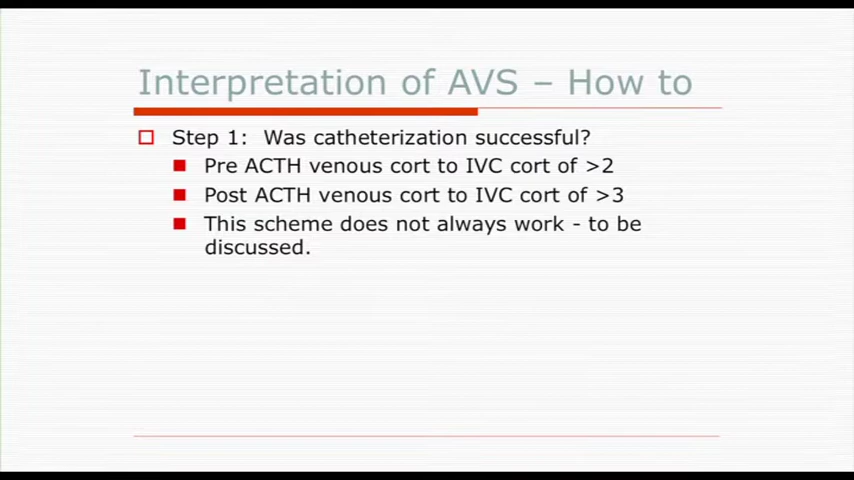 Interpretation of AVS – How to
Step 1: Was catheterization successful?
Pre ACTH venous cort to IVC cort of >2
Post ACTH venous cort to IVC cort of >3
This scheme does not always work - to be
discussed.